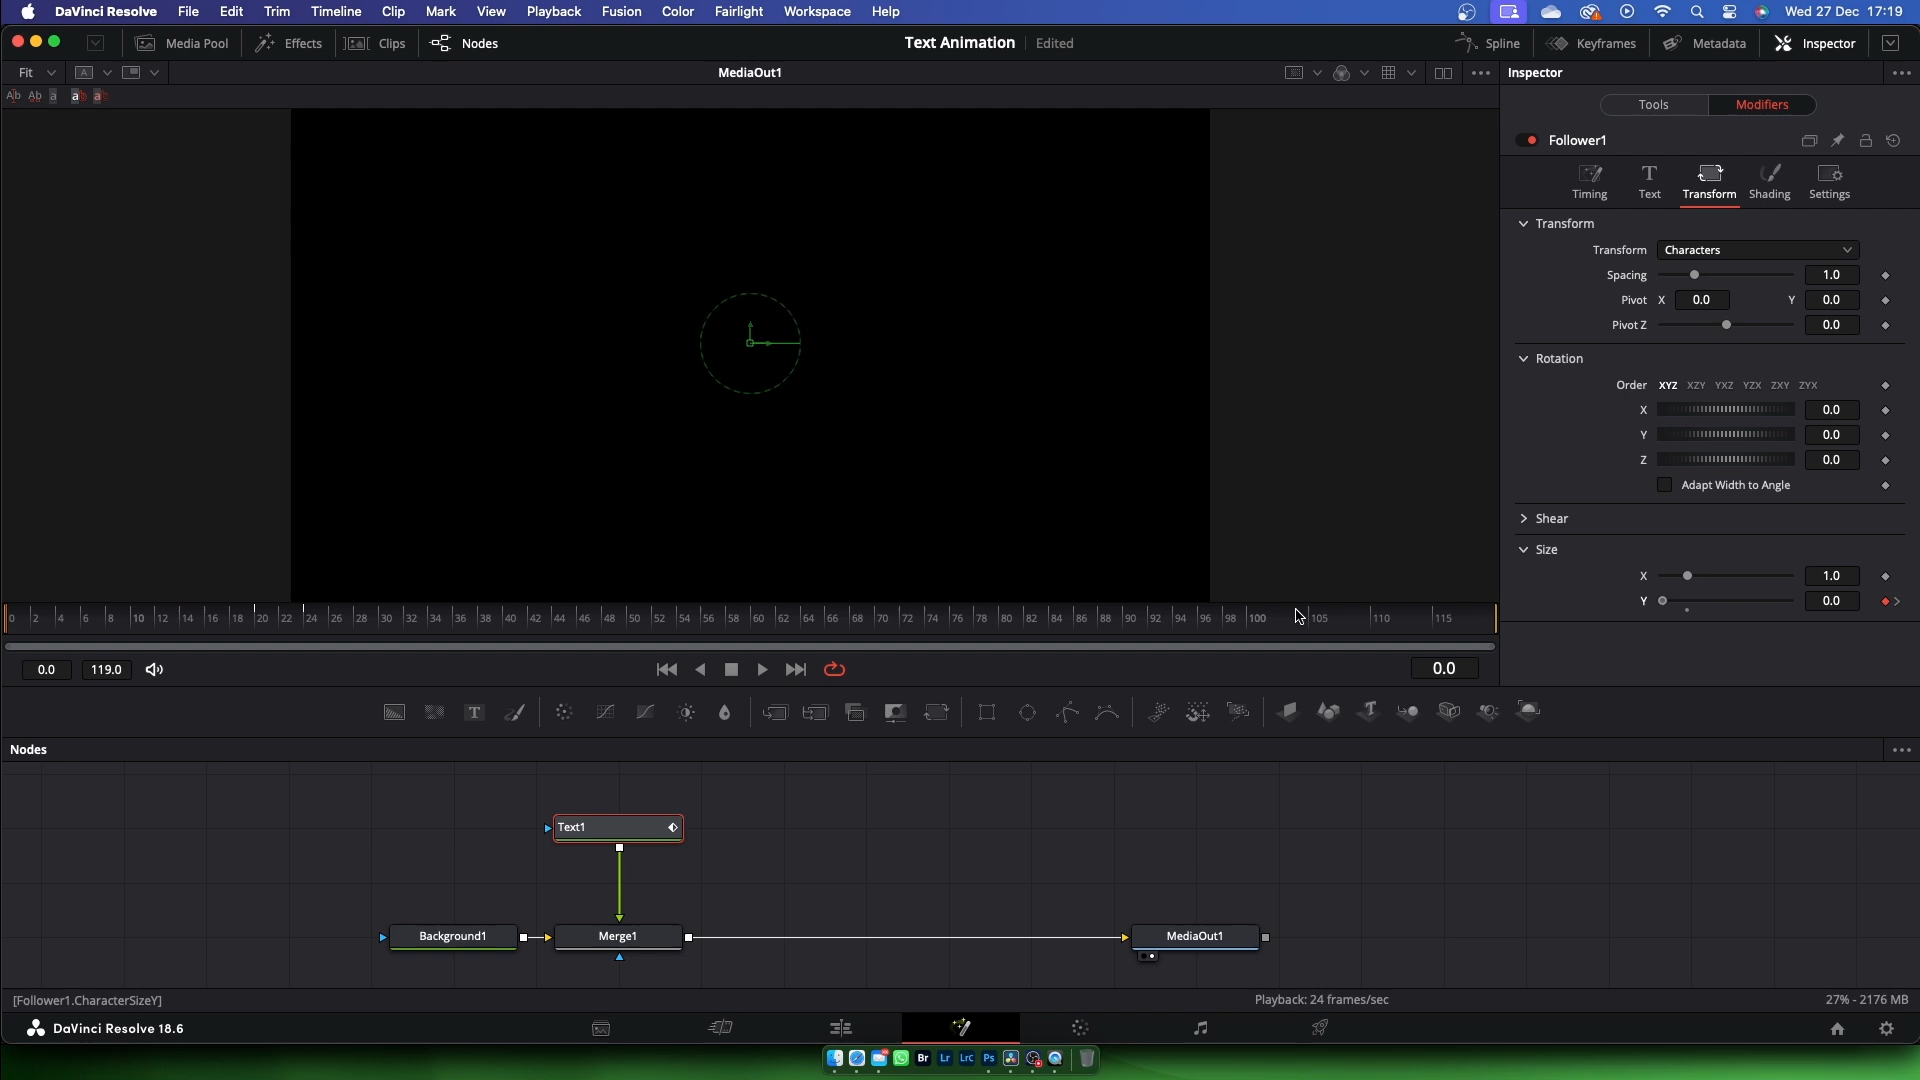 DaVinci Resolve File Edit Trim Timeline Clip Mark View Playback Fusion Color Fairlight Workspace Help Wed 27 Dec 17:19
Media Pool Effects Clips Nodes Text Animation Edited Spline Keyframes Metadata Inspector
Fit A MediaOut1 Inspector
Tools Modifiers
Follower1
Timing Text Transform Shading Settings
Transform
Transform Characters
Spacing 1.0
Pivot X 0.0 Y 0.0
Pivot Z 0.0
Rotation
Order XYZ XZY YXZ YZX ZXY ZYX
X 0.0
Y 0.0
Z 0.0
Adapt Width to Angle
Shear
Size
X 1.0
Y 0.0
0 2 4 6 8 10 12 14 16 18 20 22 24 26 28 30 32 34 36 38 40 42 44 46 48 50 52 54 56 58 60 62 64 66 68 70 72 74 76 78 80 82 84 86 88 90 92 94 96 98 100 105 110 115
0.0 119.0 0.0
Nodes
Text1
Background1 Merge1 MediaOut1
[Follower1.CharacterSizeY] Playback: 24 frames/sec 27% - 2176 MB
DaVinci Resolve 18.6
Br Lr Lrc Ps